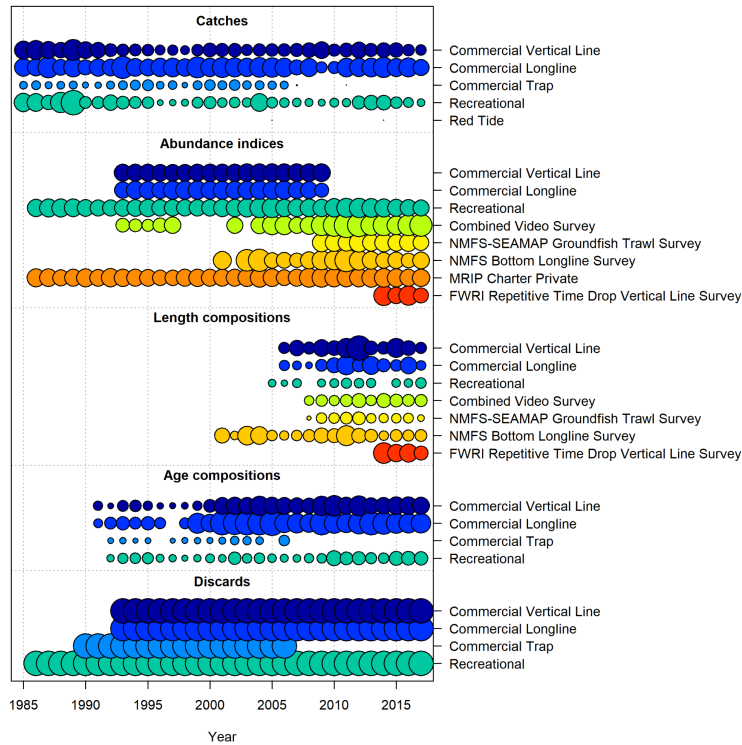 Catches
Commercial Vertical Line
Commercial Longline
Commercial Trap
Recreational
Red Tide
Abundance indices
Commercial Vertical Line
Commercial Longline
Recreational
Combined Video Survey
NMFS-SEAMAP Groundfish Trawl Survey
NMFS Bottom Longline Survey
MRIP Charter Private
FWRI Repetitive Time Drop Vertical Line Survey
Length compositions
Commercial Vertical Line
Commercial Longline
Recreational
Combined Video Survey
NMFS-SEAMAP Groundfish Trawl Survey
NMFS Bottom Longline Survey
FWRI Repetitive Time Drop Vertical Line Survey
Age compositions
Commercial Vertical Line
Commercial Longline
Commercial Trap
Recreational
Discards
Commercial Vertical Line
Commercial Longline
Commercial Trap
Recreational
1985 1990 1995 2000 2005 2010 2015
Year